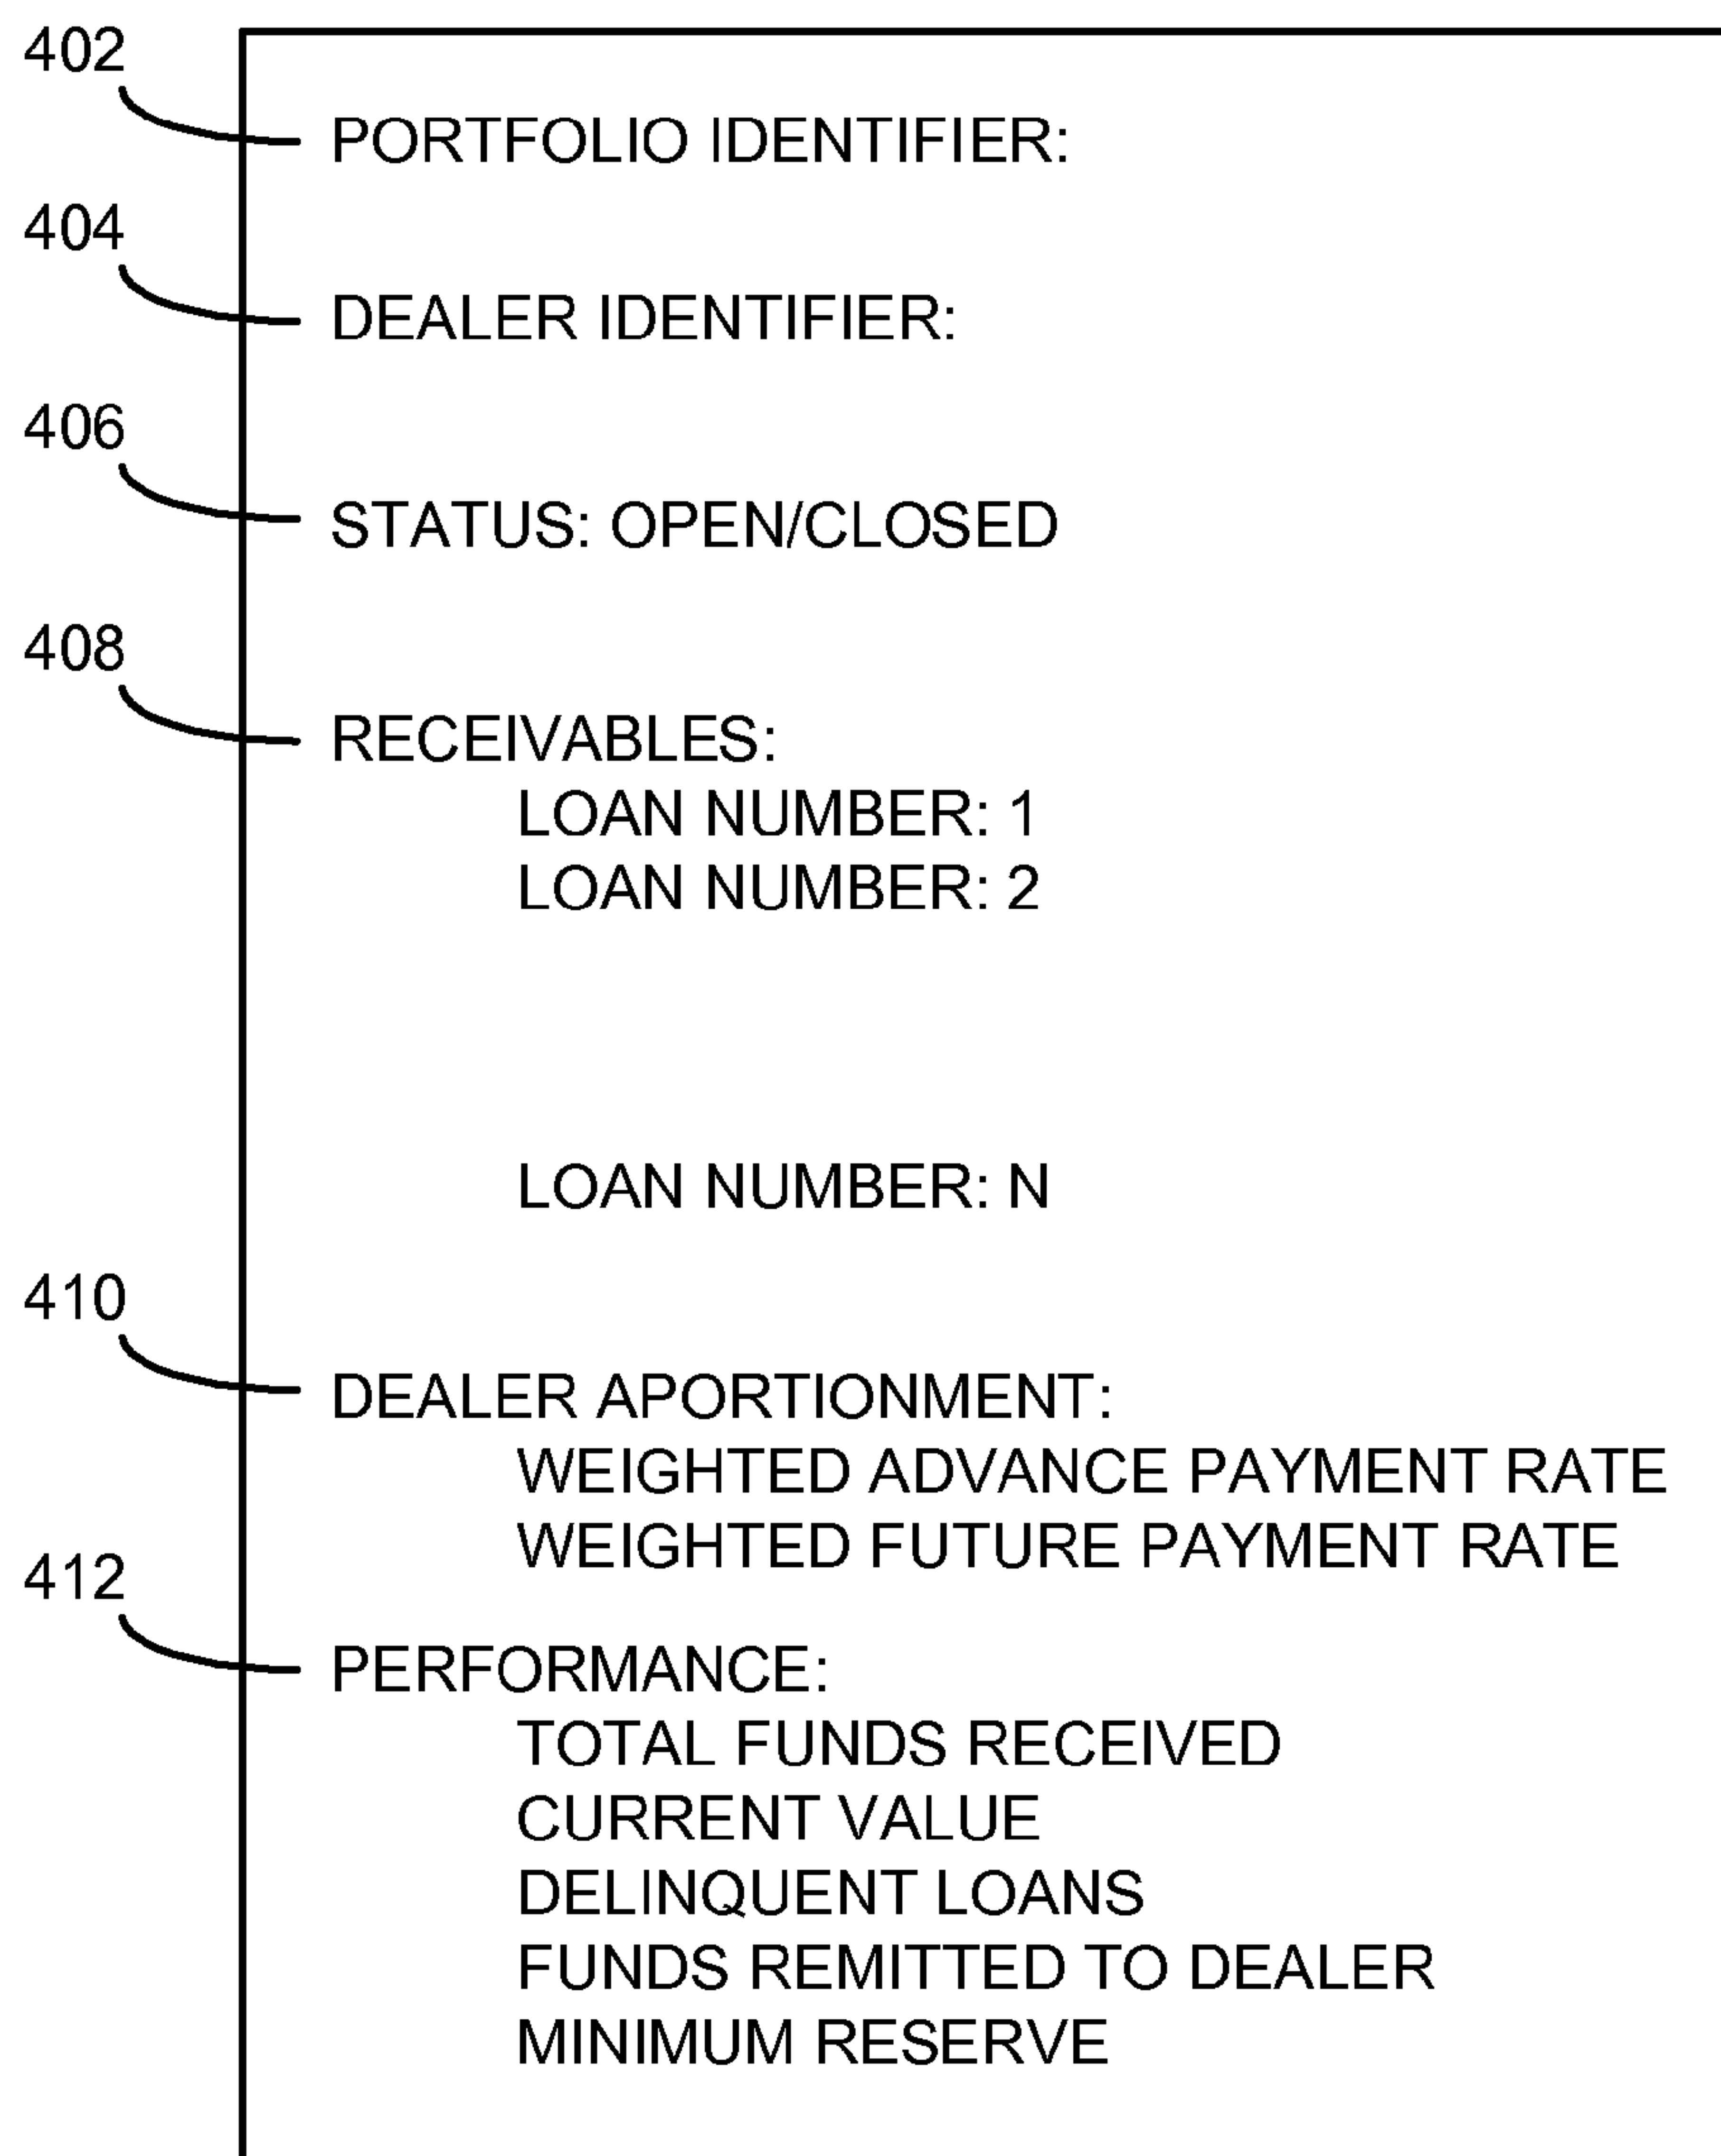 402
PORTFOLIO IDENTIFIER:
404
DEALER IDENTIFIER:
406
STATUS: OPEN/CLOSED
408
RECEIVABLES:
LOAN NUMBER: 1
LOAN NUMBER: 2
LOAN NUMBER: N
410
DEALER APORTIONMENT:
WEIGHTED ADVANCE PAYMENT RATE
WEIGHTED FUTURE PAYMENT RATE
412
PERFORMANCE:
TOTAL FUNDS RECEIVED
CURRENT VALUE
DELINQUENT LOANS
FUNDS REMITTED TO DEALER
MINIMUM RESERVE